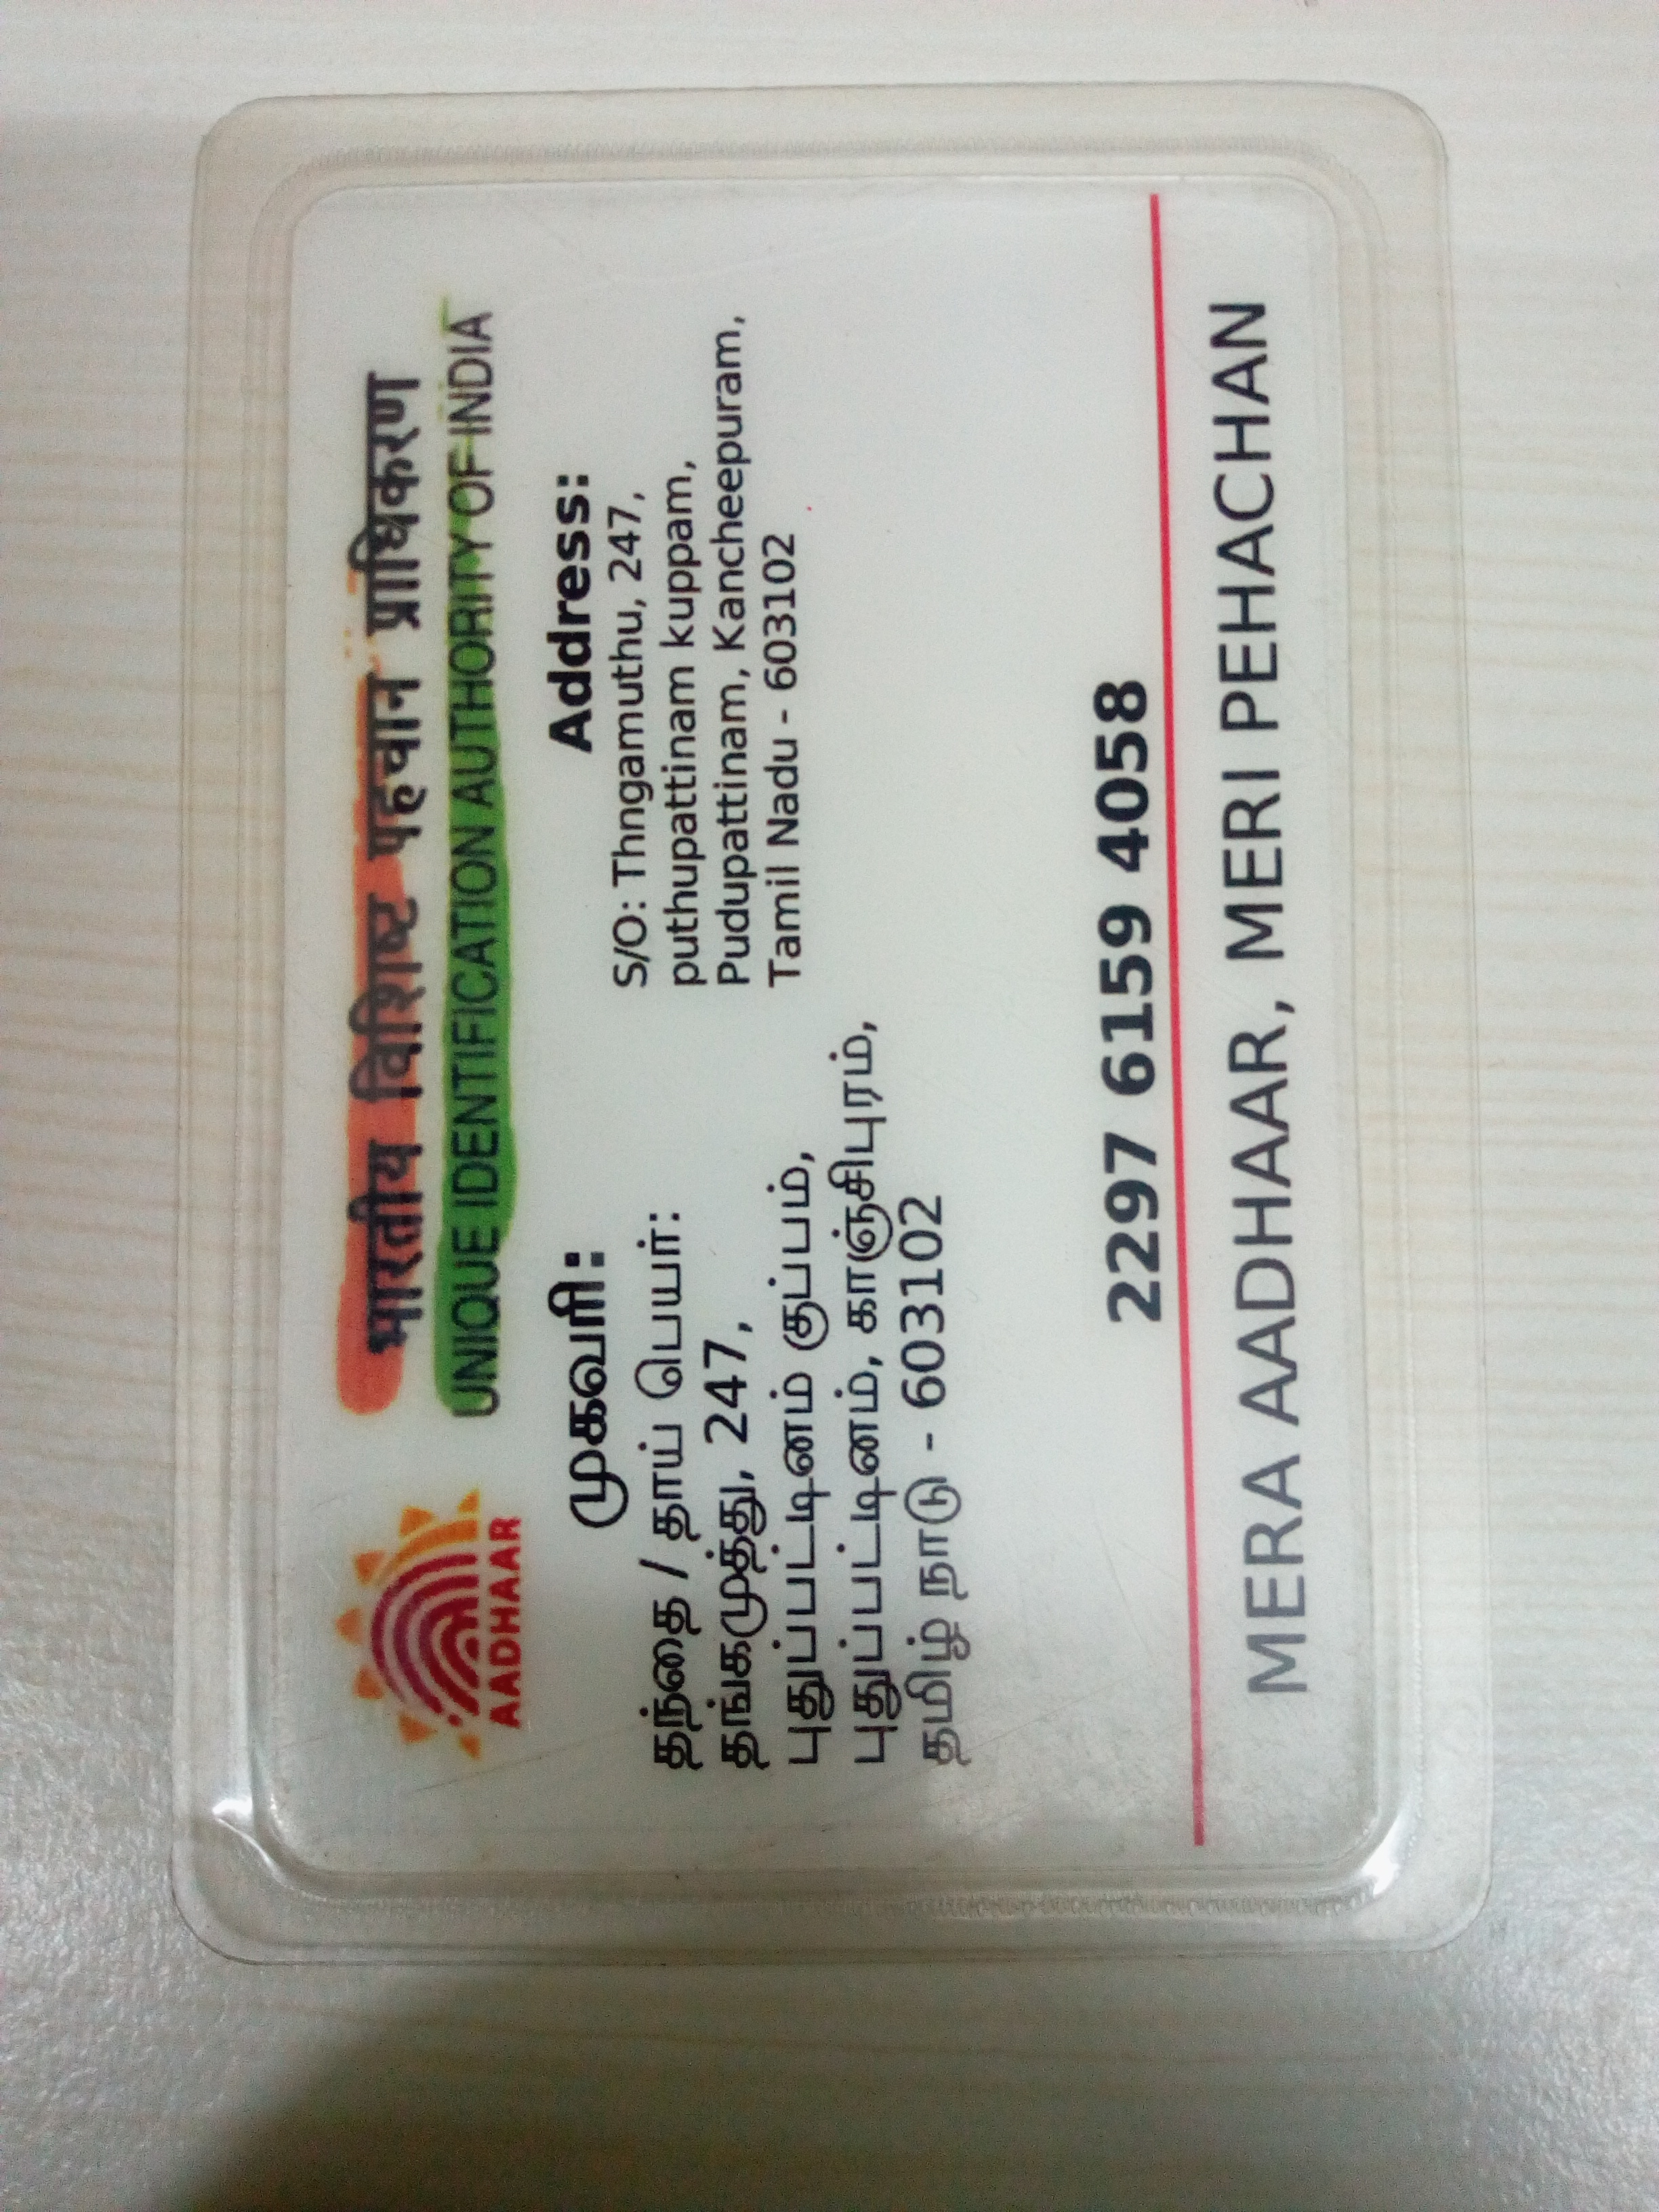 भारतीय विशिष्ट पहचान प्राधिकरण
UNIQUE IDENTIFICATION AUTHORITY OF INDIA
AADHAAR
முகவரி:
தந்தை / தாய் பெயர்:
தங்கமுத்து, 247,
புதுப்பட்டினம் குப்பம்,
புதுப்பட்டினம், காஞ்சிபுரம்,
தமிழ் நாடு - 603102
Address:
S/O: Thngamuthu, 247,
puthupattinam kuppam,
Pudupattinam, Kancheepuram,
Tamil Nadu - 603102
2297 6159 4058
MERA AADHAAR, MERI PEHACHAN